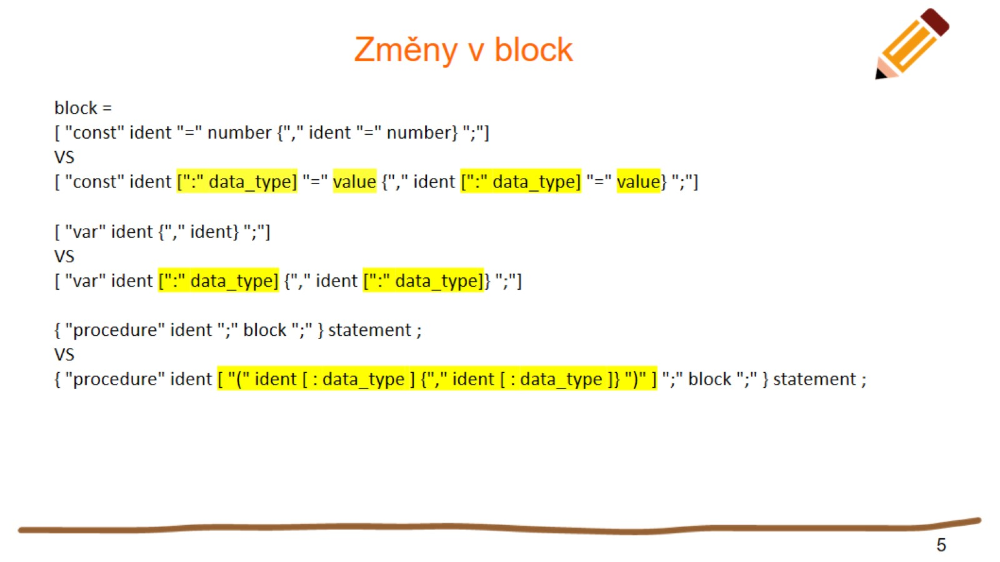 Změny v block
block =
[ "const" ident "=" number {"," ident "=" number} ";"]
VS
[ "const" ident [":" data_type] "=" value {"," ident [":" data_type] "=" value} ";"]
[ "var" ident {"," ident} ";"]
VS
[ "var" ident [":" data_type] {"," ident [":" data_type]} ";"]
{ "procedure" ident ";" block ";" } statement ;
VS
{ "procedure" ident [ "(" ident [ : data_type ] {"," ident [ : data_type ]} ")" ] ";" block ";" } statement ;
5